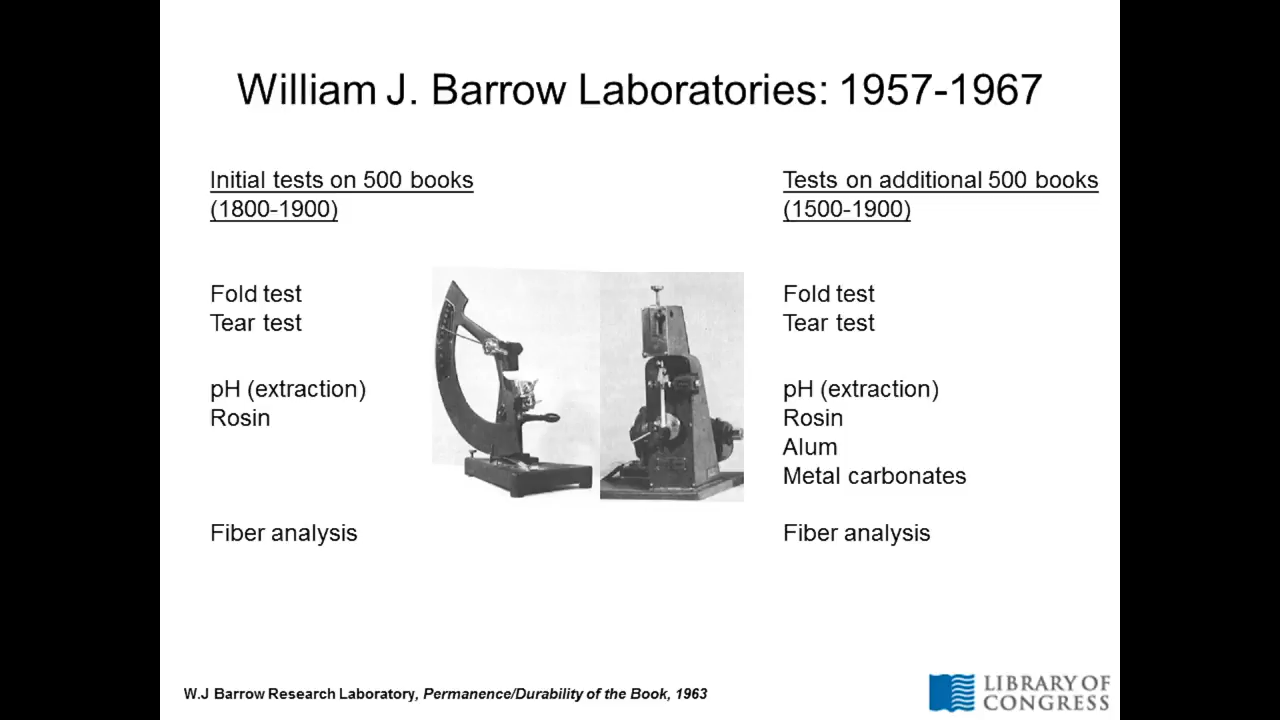 William J. Barrow Laboratories: 1957-1967
Initial tests on 500 books
(1800-1900)
Fold test
Tear test
pH (extraction)
Rosin
Fiber analysis
Tests on additional 500 books
(1500-1900)
Fold test
Tear test
pH (extraction)
Rosin
Alum
Metal carbonates
Fiber analysis
W.J Barrow Research Laboratory, Permanence/Durability of the Book, 1963
LIBRARY OF
CONGRESS